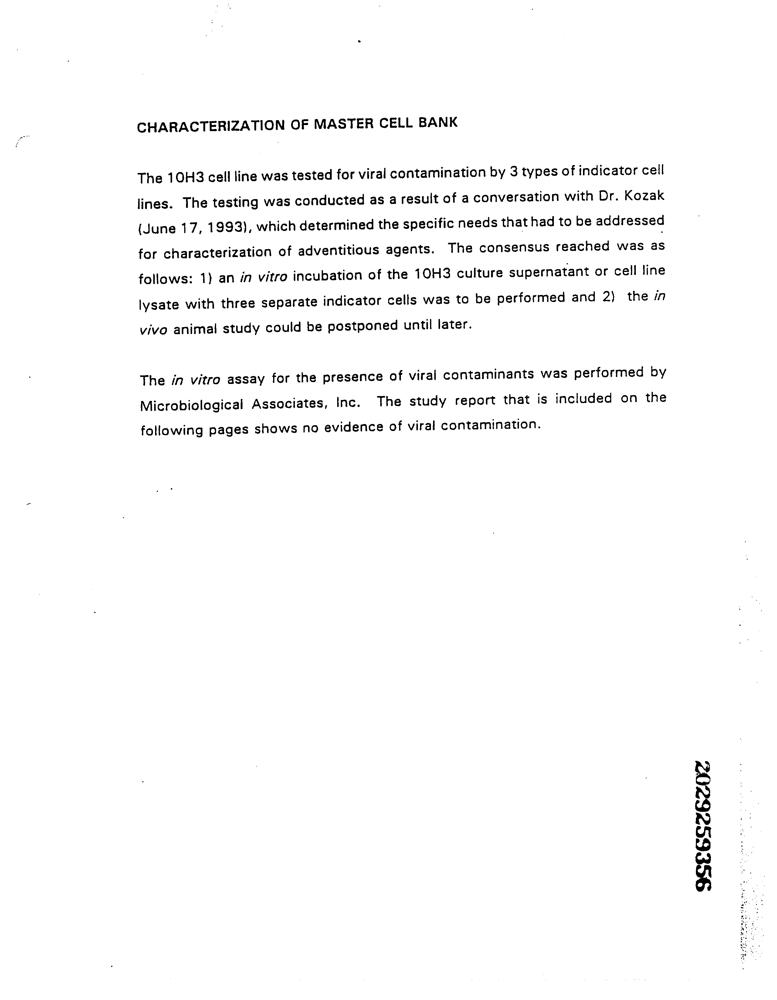 CHARACTERIZATION OF MASTER CELL BANK
The 10H3 cell line was tested for viral contamination by 3 types of indicator cell
lines. The testing was conducted as a result of a conversation with Dr. Kozak
(June 17, 1993), which determined the specific needs that had to be addressed
for characterization of adventitious agents. The consensus reached was as
follows: 1) an in vitro incubation of the 10H3 culture supernatant or cell line
lysate with three separate indicator cells was to be performed and 2) the in
vivo animal study could be postponed until later.
The in vitro assay for the presence of viral contaminants was performed by
Microbiological Associates, Inc. The study report that is included on the
following pages shows no evidence of viral contamination.
2029259356